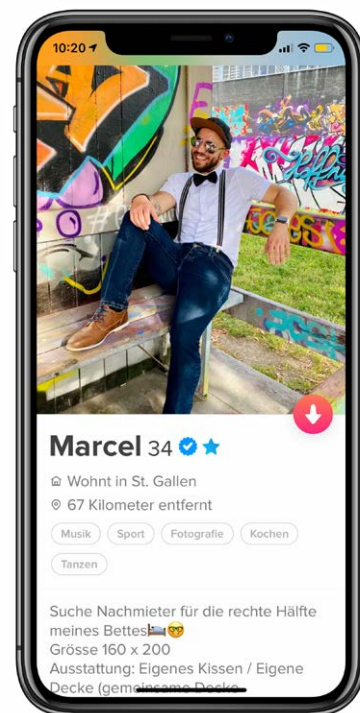 10:20
Marcel 34
Wohnt in St. Gallen
67 Kilometer entfernt
Musik Sport Fotografie Kochen
Tanzen
Suche Nachmieter für die rechte Hälfte
meines Bettes🛌🤓
Grösse 160 x 200
Ausstattung: Eigenes Kissen / Eigene
Decke (gemeinsame Decke